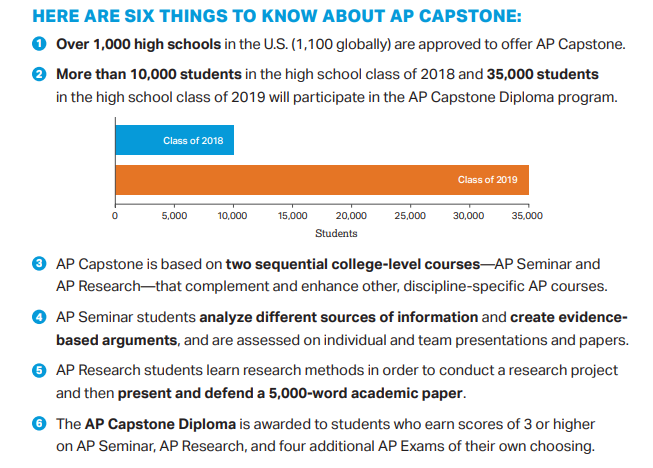 HERE ARE SIX THINGS TO KNOW ABOUT AP CAPSTONE:
1 Over 1,000 high schools in the U.S. (1,100 globally) are approved to offer AP Capstone.
2 More than 10,000 students in the high school class of 2018 and 35,000 students
in the high school class of 2019 will participate in the AP Capstone Diploma program.
Class of 2018
Class of 2019
0 5,000 10,000 15,000 20,000 25,000 30,000 35,000
Students
3 AP Capstone is based on two sequential college-level courses—AP Seminar and
AP Research—that complement and enhance other, discipline-specific AP courses.
4 AP Seminar students analyze different sources of information and create evidence-
based arguments, and are assessed on individual and team presentations and papers.
5 AP Research students learn research methods in order to conduct a research project
and then present and defend a 5,000-word academic paper.
6 The AP Capstone Diploma is awarded to students who earn scores of 3 or higher
on AP Seminar, AP Research, and four additional AP Exams of their own choosing.